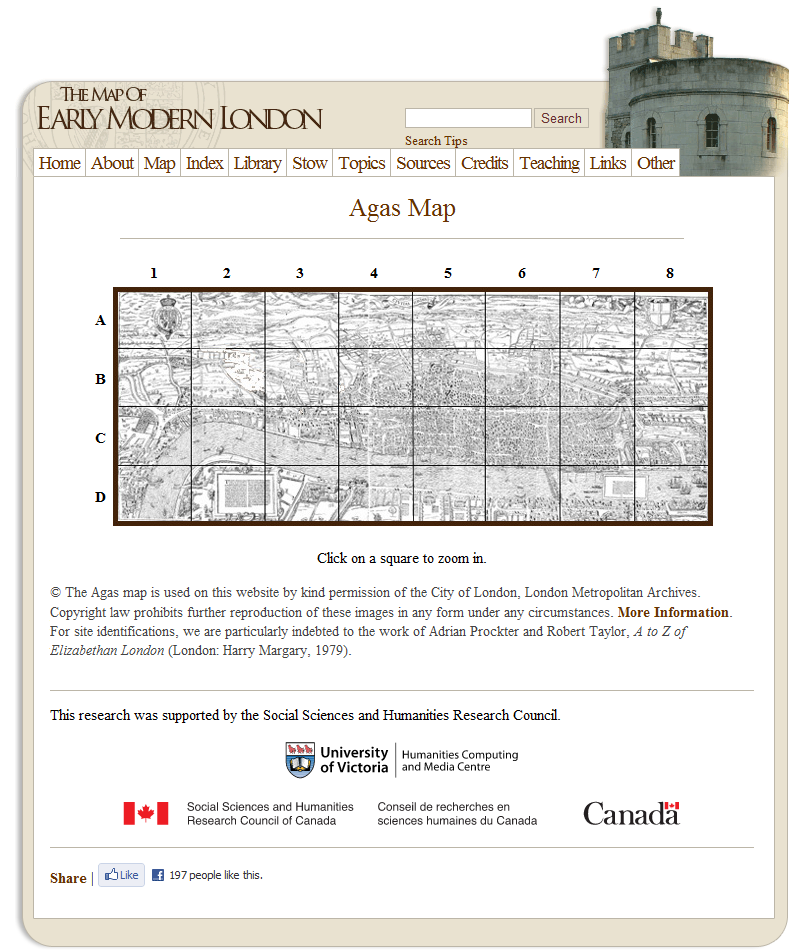 THE MAP OF
EARLY MODERN LONDON
Search
Search Tips
Home About Map Index Library Stow Topics Sources Credits Teaching Links Other
Agas Map
1 2 3 4 5 6 7 8
A
B
C
D
Click on a square to zoom in.
© The Agas map is used on this website by kind permission of the City of London, London Metropolitan Archives.
Copyright law prohibits further reproduction of these images in any form under any circumstances. More Information.
For site identifications, we are particularly indebted to the work of Adrian Prockter and Robert Taylor, A to Z of
Elizabethan London (London: Harry Margary, 1979).
This research was supported by the Social Sciences and Humanities Research Council.
University
of Victoria
Humanities Computing
and Media Centre
Social Sciences and Humanities
Research Council of Canada
Conseil de recherches en
sciences humaines du Canada
Canada
Share | Like 197 people like this.